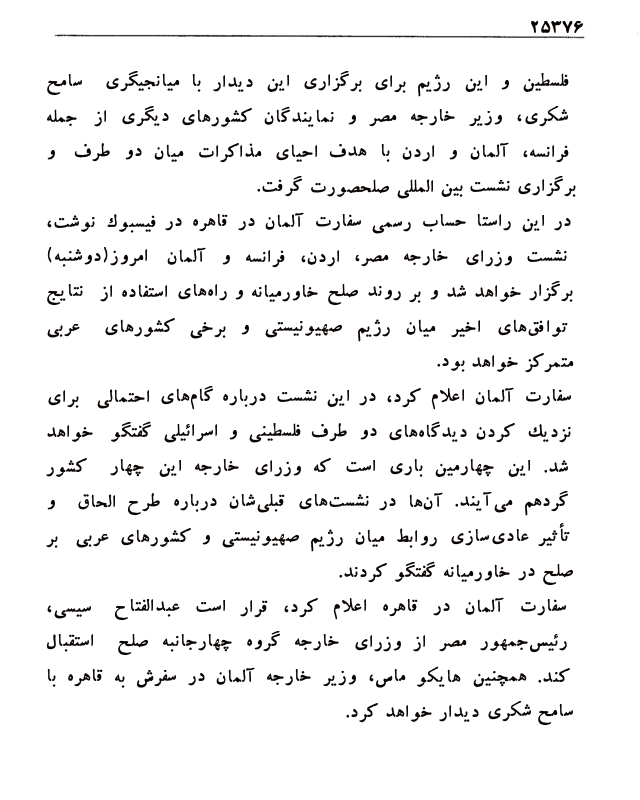 ۲۵۳۷۶
فلسطین و این رژیم برای برگزاری این دیدار با میانجیگری سامح
شکری، وزیر خارجه مصر و نمایندگان کشورهای دیگری از جمله
فرانسه، آلمان و اردن با هدف احیای مذاکرات میان دو طرف و
برگزاری نشست بین المللی صلحصورت گرفت.
در این راستا حساب رسمی سفارت آلمان در قاهره در فیسبوك نوشت،
نشست وزرای خارجه مصر، اردن، فرانسه و آلمان امروز(دوشنبه)
برگزار خواهد شد و بر روند صلح خاورمیانه و راه‌های استفاده از نتایج
توافق‌های اخیر میان رژیم صهیونیستی و برخی کشورهای عربی
متمرکز خواهد بود.
سفارت آلمان اعلام کرد، در این نشست درباره گام‌های احتمالی برای
نزدیك کردن دیدگاه‌های دو طرف فلسطینی و اسرائیلی گفتگو خواهد
شد. این چهارمین باری است که وزرای خارجه این چهار کشور
گردهم می‌آیند. آن‌ها در نشست‌های قبلی‌شان درباره طرح الحاق و
تأثیر عادی‌سازی روابط میان رژیم صهیونیستی و کشورهای عربی بر
صلح در خاورمیانه گفتگو کردند.
سفارت آلمان در قاهره اعلام کرد، قرار است عبدالفتاح سیسی،
رئیس‌جمهور مصر از وزرای خارجه گروه چهارجانبه صلح استقبال
کند. همچنین هایکو ماس، وزیر خارجه آلمان در سفرش به قاهره با
سامح شکری دیدار خواهد کرد.